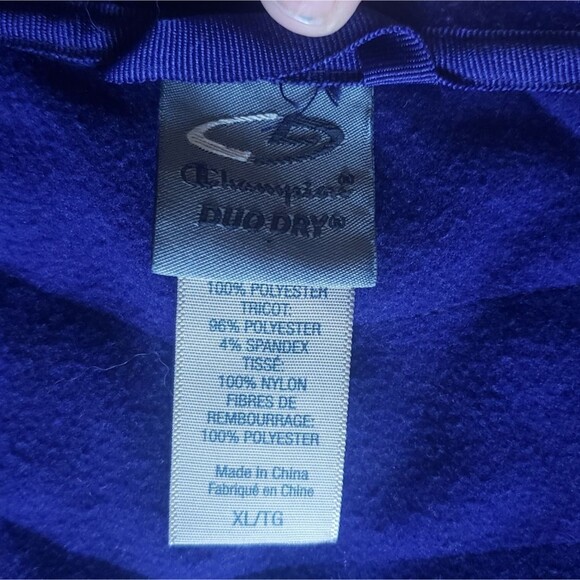 Champion®
DUO DRY®
100% POLYESTER
TRICOT:
96% POLYESTER
4% SPANDEX
TISSÉ:
100% NYLON
FIBRES DE
REMBOURRAGE:
100% POLYESTER
Made in China
Fabriqué en Chine
XL/TG